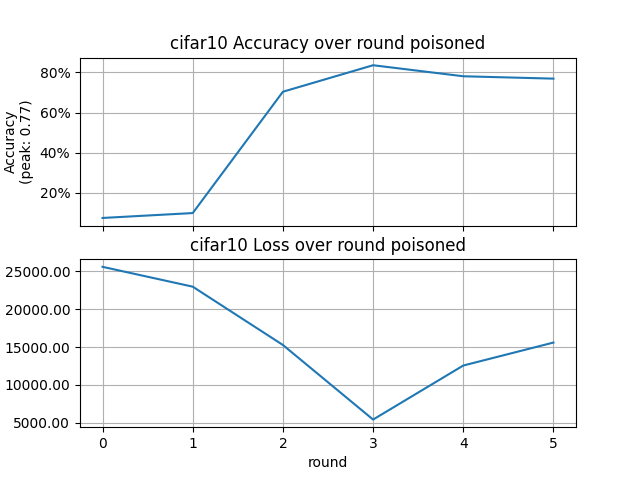 cifar10 Accuracy over round poisoned
Accuracy
(peak: 0.77)
80%
60%
40%
20%
cifar10 Loss over round poisoned
25000.00
20000.00
15000.00
10000.00
5000.00
0 1 2 3 4 5
round